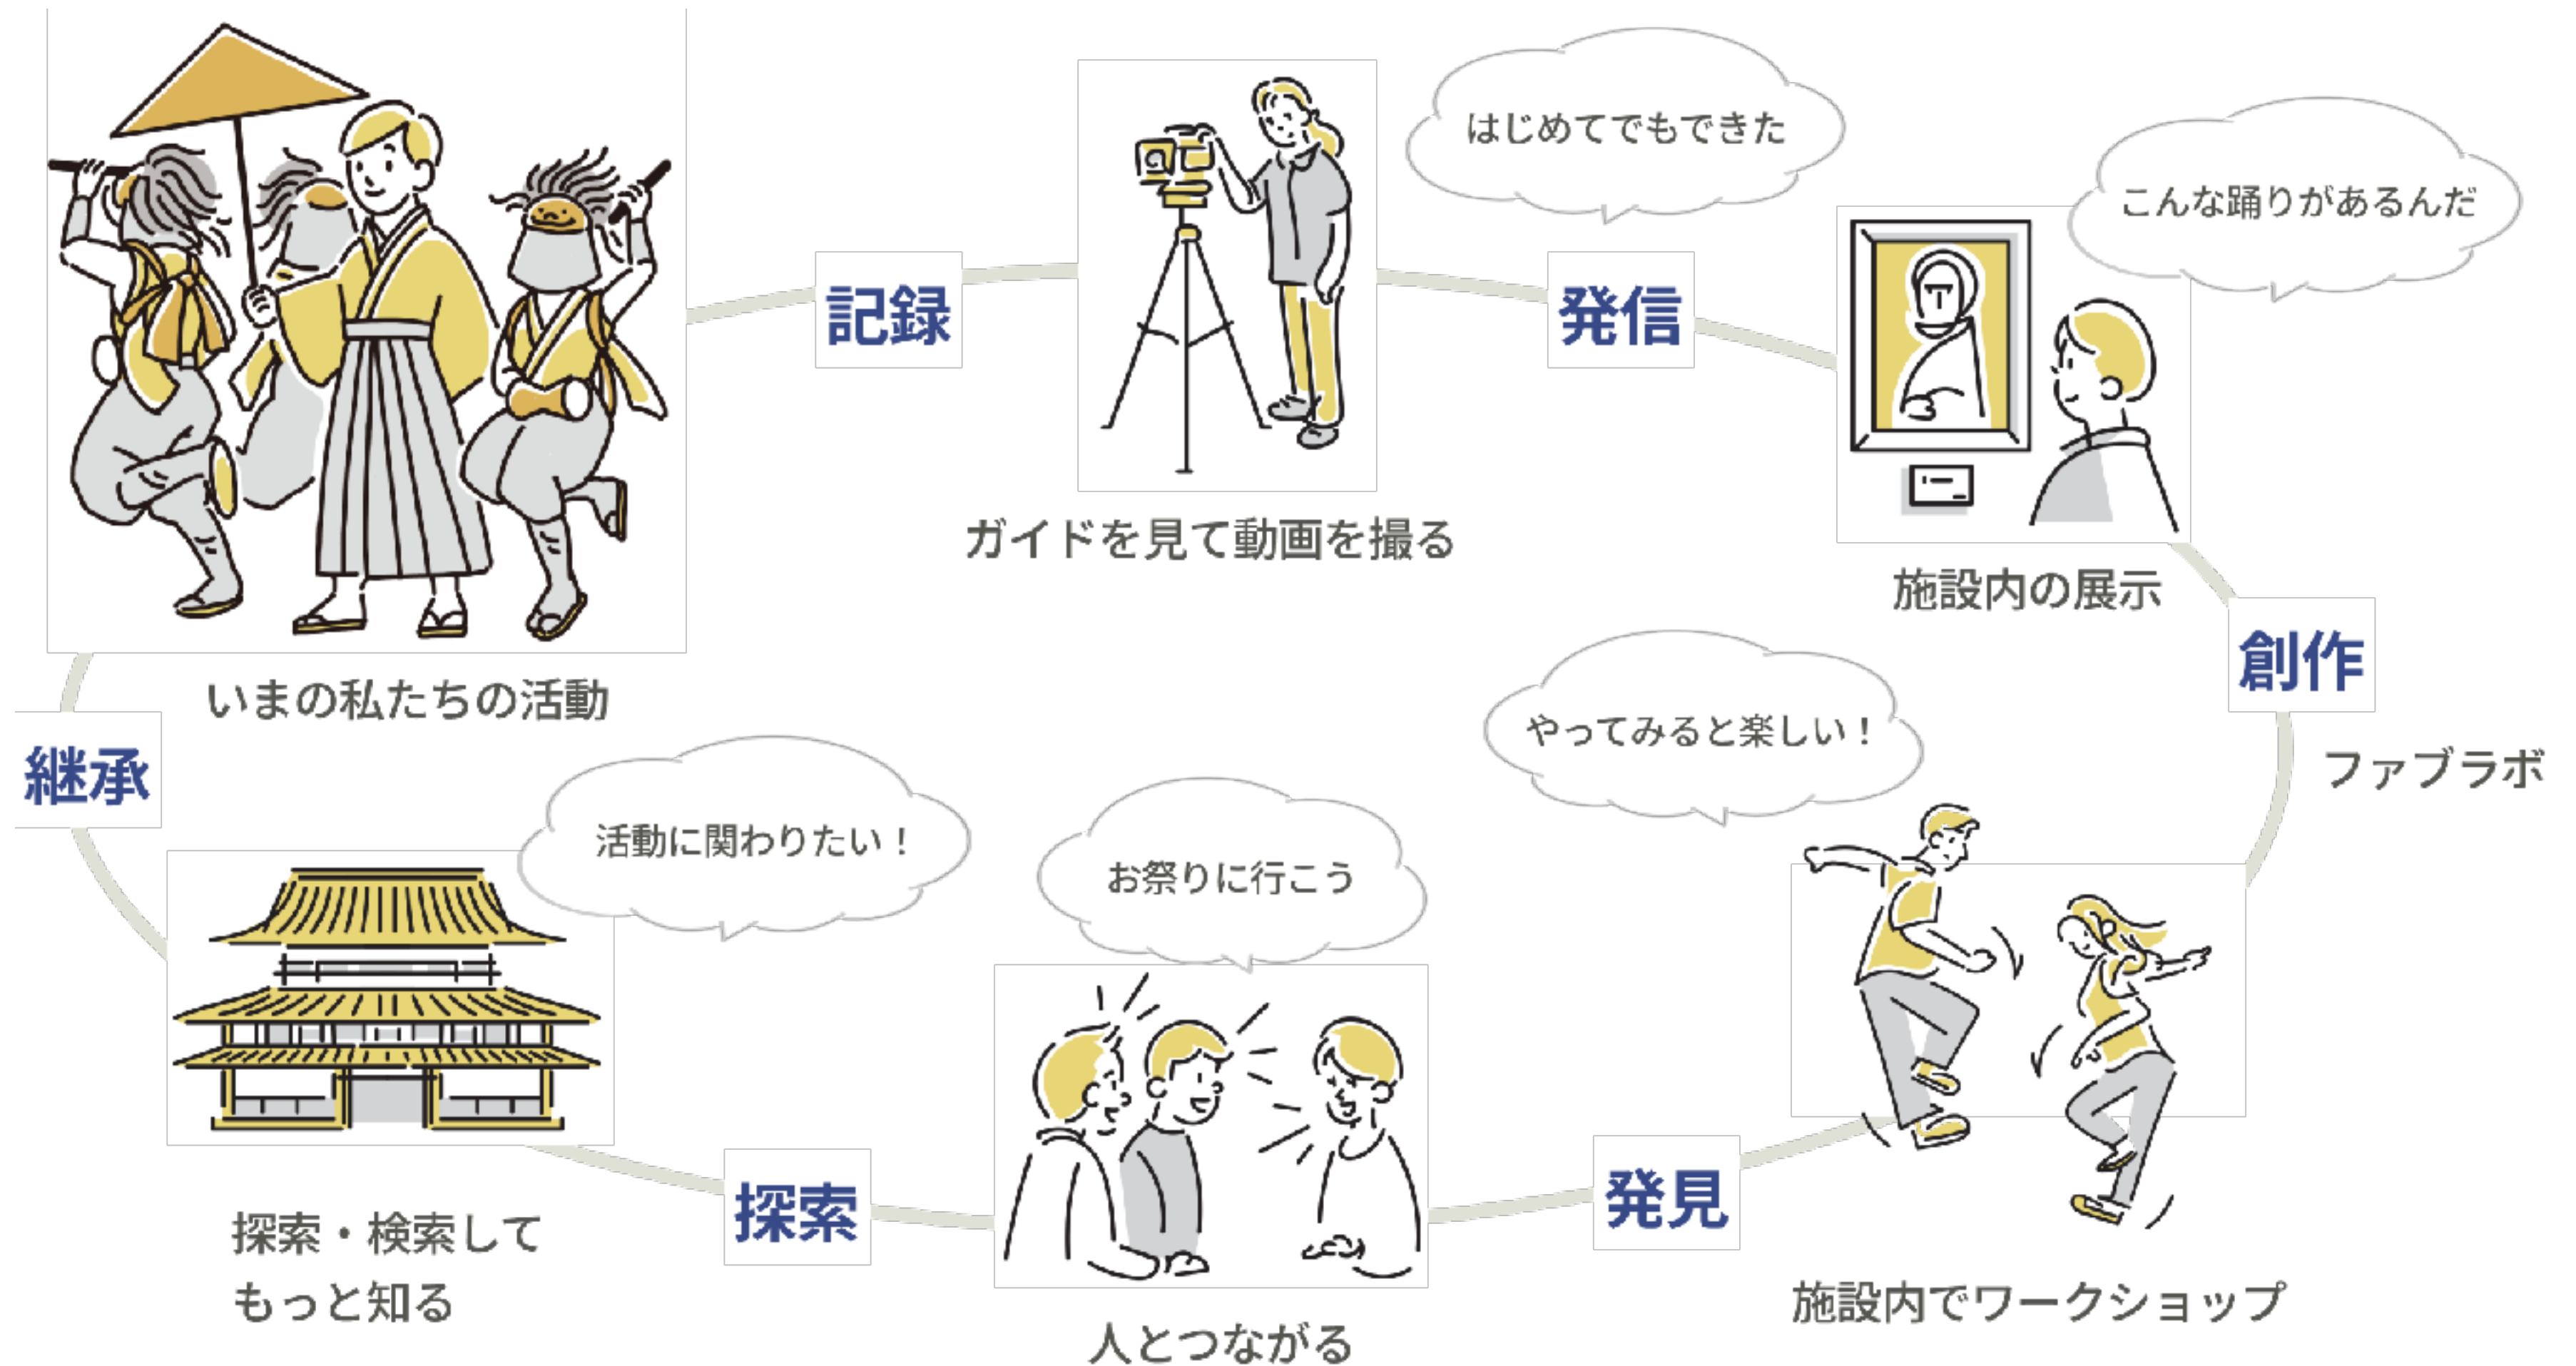 はじめてでもできた
こんな踊りがあるんだ
記録
発信
ガイドを見て動画を撮る
施設内の展示
創作
いまの私たちの活動
やってみると楽しい！
継承
ファブラボ
活動に関わりたい！
お祭りに行こう
発見
探索
探索・検索して
もっと知る
施設内でワークショップ
人とつながる